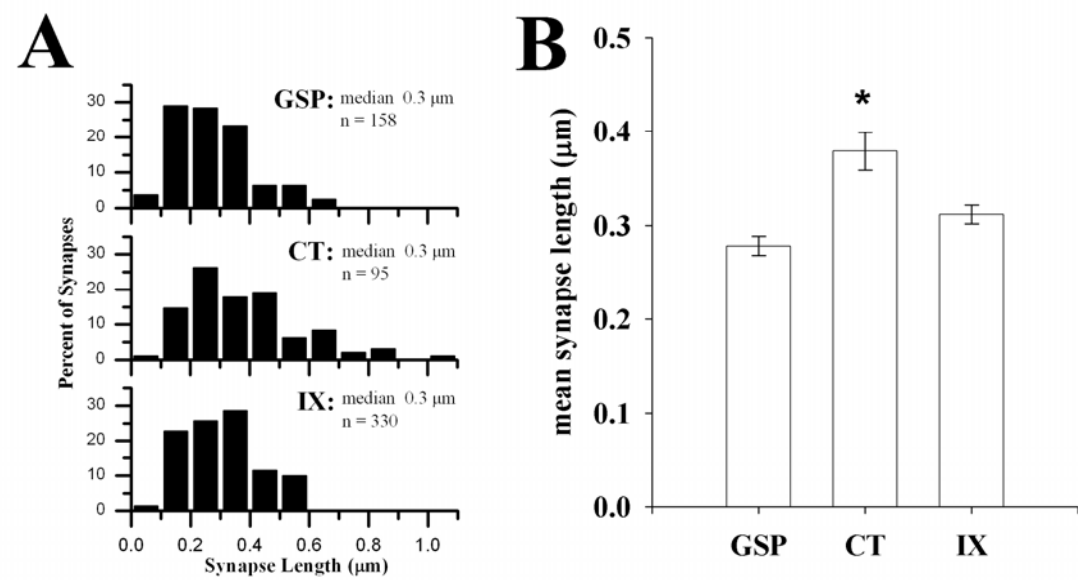 A
GSP: median 0.3 µm
n = 158
30
20
10
0
CT: median 0.3 µm
n = 95
30
20
10
0
IX: median 0.3 µm
n = 330
30
20
10
0
Percent of Synapses
0.0 0.2 0.4 0.6 0.8 1.0
Synapse Length (µm)
B
mean synapse length (µm)
0.5
0.4
0.3
0.2
0.1
0.0
*
GSP CT IX